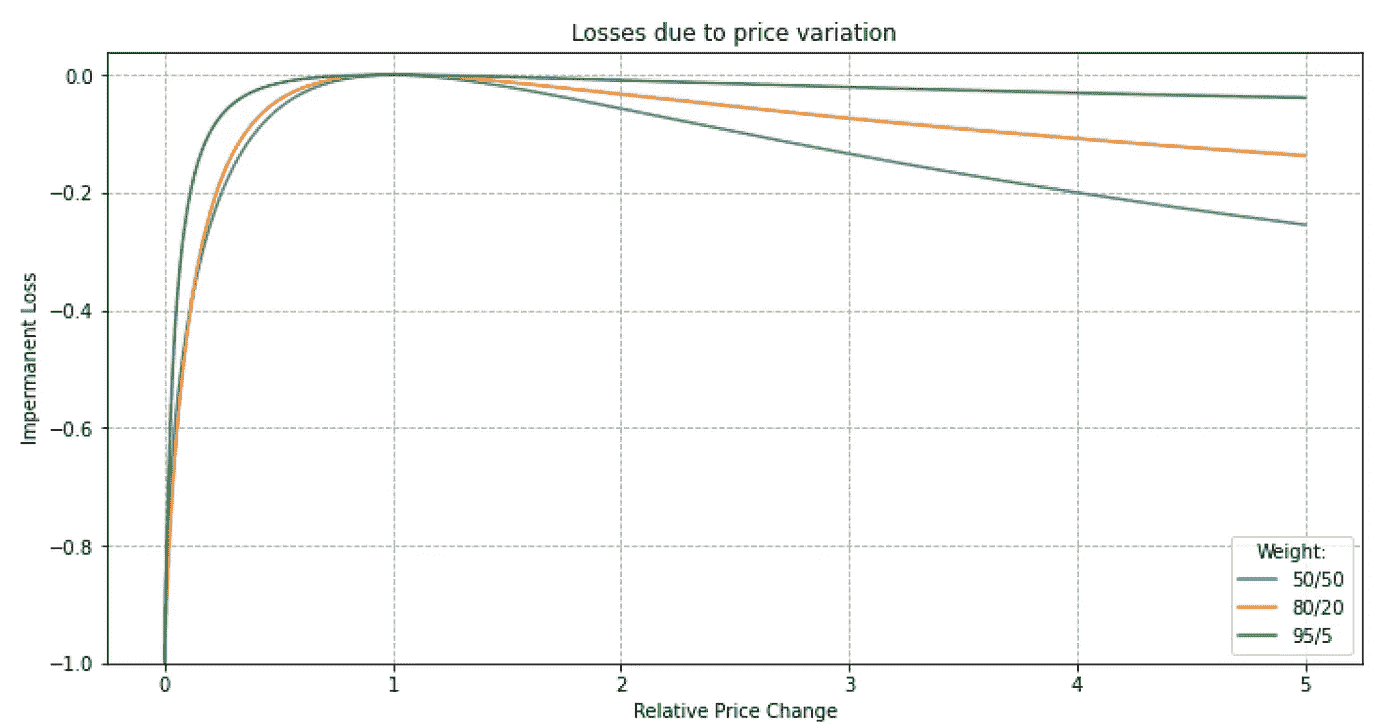 Losses due to price variation
Impermanent Loss
0.0
−0.2
−0.4
−0.6
−0.8
−1.0
Weight:
50/50
80/20
95/5
0 1 2 3 4 5
Relative Price Change